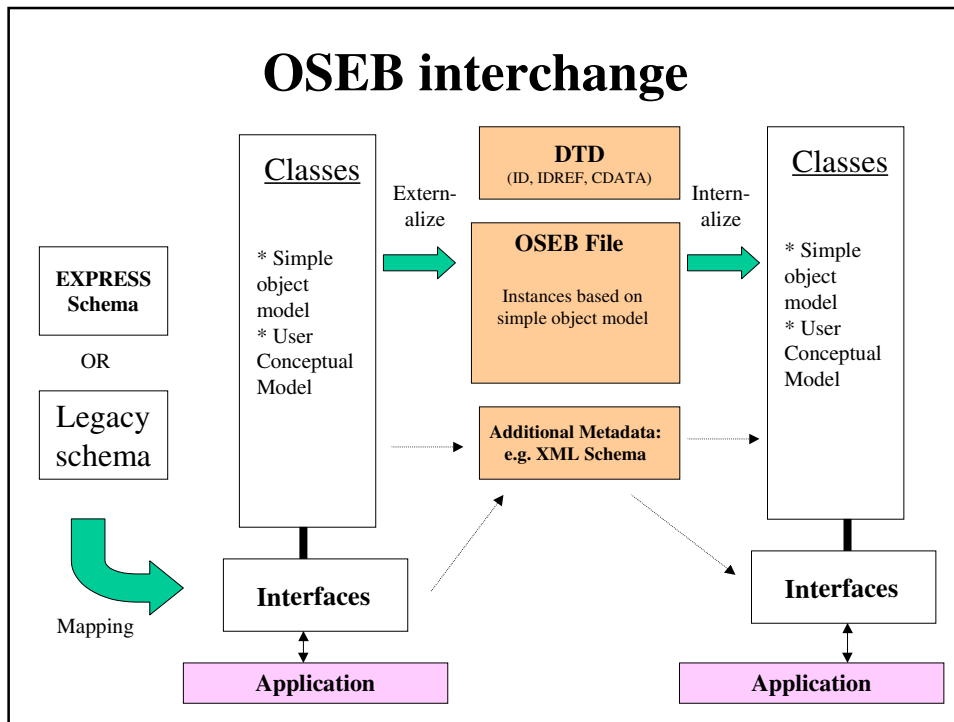 OSEB interchange
EXPRESS
Schema
OR
Legacy
schema
Mapping
Classes
* Simple
object
model
* User
Conceptual
Model
Interfaces
Application
Extern-
alize
DTD
(ID, IDREF, CDATA)
OSEB File
Instances based on
simple object model
Additional Metadata:
e.g. XML Schema
Intern-
alize
Classes
* Simple
object
model
* User
Conceptual
Model
Interfaces
Application